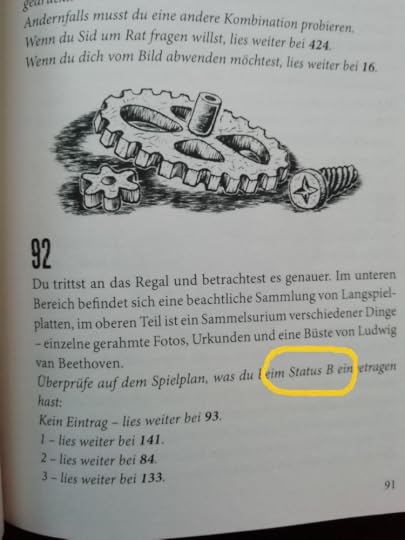 Andernfalls musst du eine andere Kombination probieren.
Wenn du Sid um Rat fragen willst, lies weiter bei 424.
Wenn du dich vom Bild abwenden möchtest, lies weiter bei 16.
92
Du trittst an das Regal und betrachtest es genauer. Im unteren
Bereich befindet sich eine beachtliche Sammlung von Langspiel-
platten, im oberen Teil ist ein Sammelsurium verschiedener Dinge
– einzelne gerahmte Fotos, Urkunden und eine Büste von Ludwig
van Beethoven.
Überprüfe auf dem Spielplan, was du beim Status B eingetragen
hast:
Kein Eintrag – lies weiter bei 93.
1 – lies weiter bei 141.
2 – lies weiter bei 84.
3 – lies weiter bei 133.
91